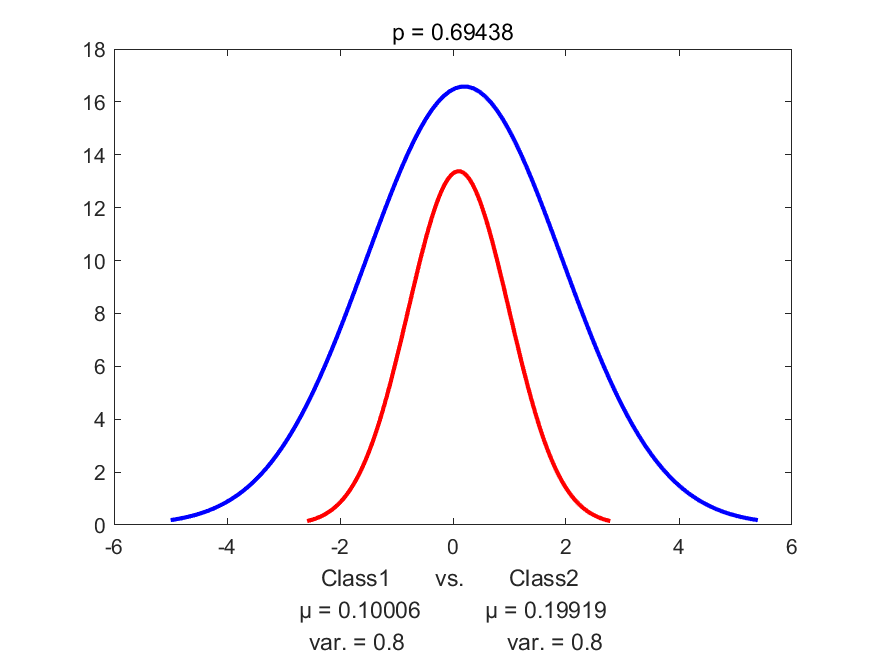 p = 0.69438
18
16
14
12
10
8
6
4
2
0
-6 -4 -2 0 2 4 6
Class1 vs. Class2
μ = 0.10006 μ = 0.19919
var. = 0.8 var. = 0.8